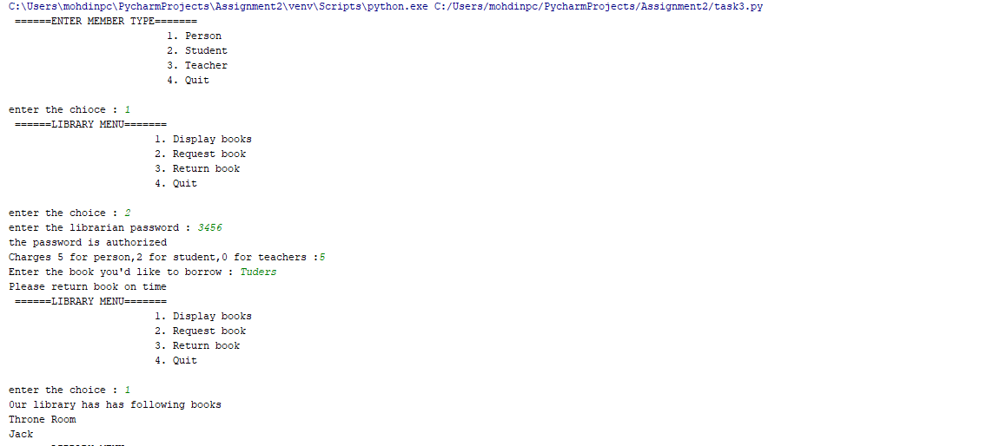 C:\Users\mohdinpc\PycharmProjects\Assignment2\venv\Scripts\python.exe C:/Users/mohdinpc/PycharmProjects/Assignment2/task3.py
======ENTER MEMBER TYPE=======
1. Person
2. Student
3. Teacher
4. Quit
enter the chioce : 1
======LIBRARY MENU=======
1. Display books
2. Request book
3. Return book
4. Quit
enter the choice : 2
enter the librarian password : 3456
the password is authorized
Charges 5 for person,2 for student,0 for teachers :5
Enter the book you'd like to borrow : Tuders
Please return book on time
======LIBRARY MENU=======
1. Display books
2. Request book
3. Return book
4. Quit
enter the choice : 1
Our library has has following books
Throne Room
Jack